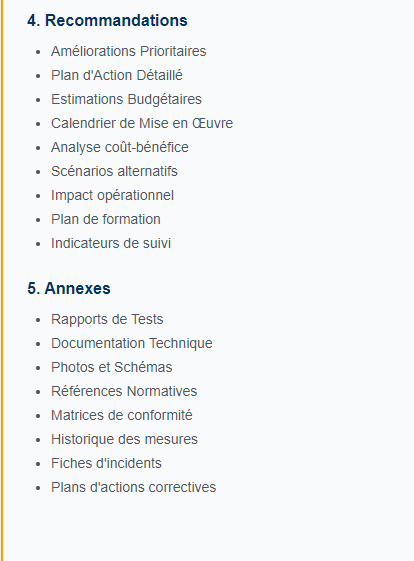 4. Recommandations
Améliorations Prioritaires
Plan d'Action Détaillé
Estimations Budgétaires
Calendrier de Mise en Œuvre
Analyse coût-bénéfice
Scénarios alternatifs
Impact opérationnel
Plan de formation
Indicateurs de suivi
5. Annexes
Rapports de Tests
Documentation Technique
Photos et Schémas
Références Normatives
Matrices de conformité
Historique des mesures
Fiches d'incidents
Plans d'actions correctives